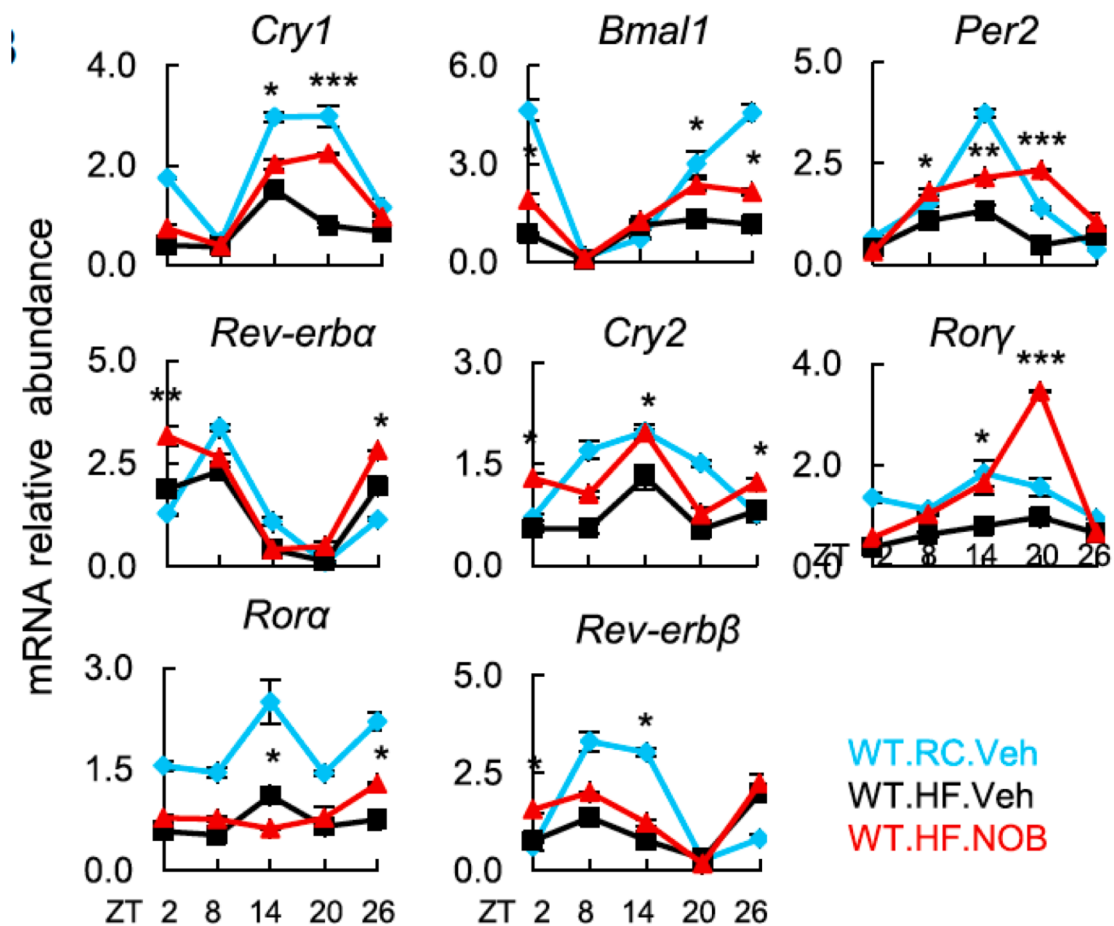 Cry1 Bmal1 Per2
4.0 6.0 5.0
* *** * * * * ** ***
2.0 3.0 2.5
0.0 0.0 0.0
mRNA relative abundance
Rev-erbα Cry2 Rorγ
5.0 3.0 4.0
** * * * * * ***
2.5 1.5 2.0
0.0 0.0 0.0
ZT 2 8 14 20 26
Rorα Rev-erbβ
3.0 5.0
* * * *
1.5 2.5
0.0 0.0
ZT 2 8 14 20 26 ZT 2 8 14 20 26
WT.RC.Veh
WT.HF.Veh
WT.HF.NOB